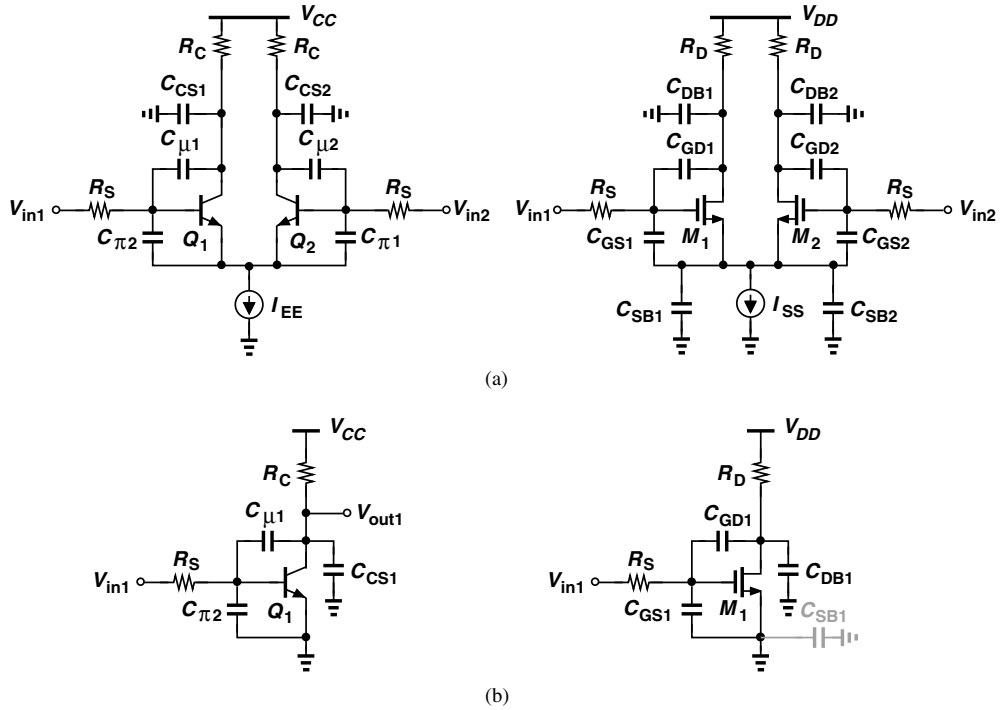 V_CC
R_C R_C
C_CS1 C_CS2
C_μ1 C_μ2
R_S R_S
V_in1 V_in2
C_π2 Q_1 Q_2 C_π1
I_EE
V_DD
R_D R_D
C_DB1 C_DB2
C_GD1 C_GD2
R_S R_S
V_in1 V_in2
C_GS1 M_1 M_2 C_GS2
C_SB1 I_SS C_SB2
(a)
V_CC
R_C
C_μ1 V_out1
R_S
V_in1 C_CS1
C_π2 Q_1
V_DD
R_D
C_GD1
R_S
V_in1 C_DB1
C_GS1 M_1 C_SB1
(b)